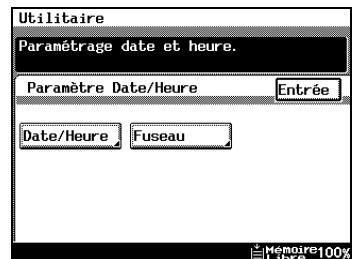 Utilitaire
Paramétrage date et heure.
Paramètre Date/Heure
Entrée
Date/Heure
Fuseau
Mémoire
Libre
100%